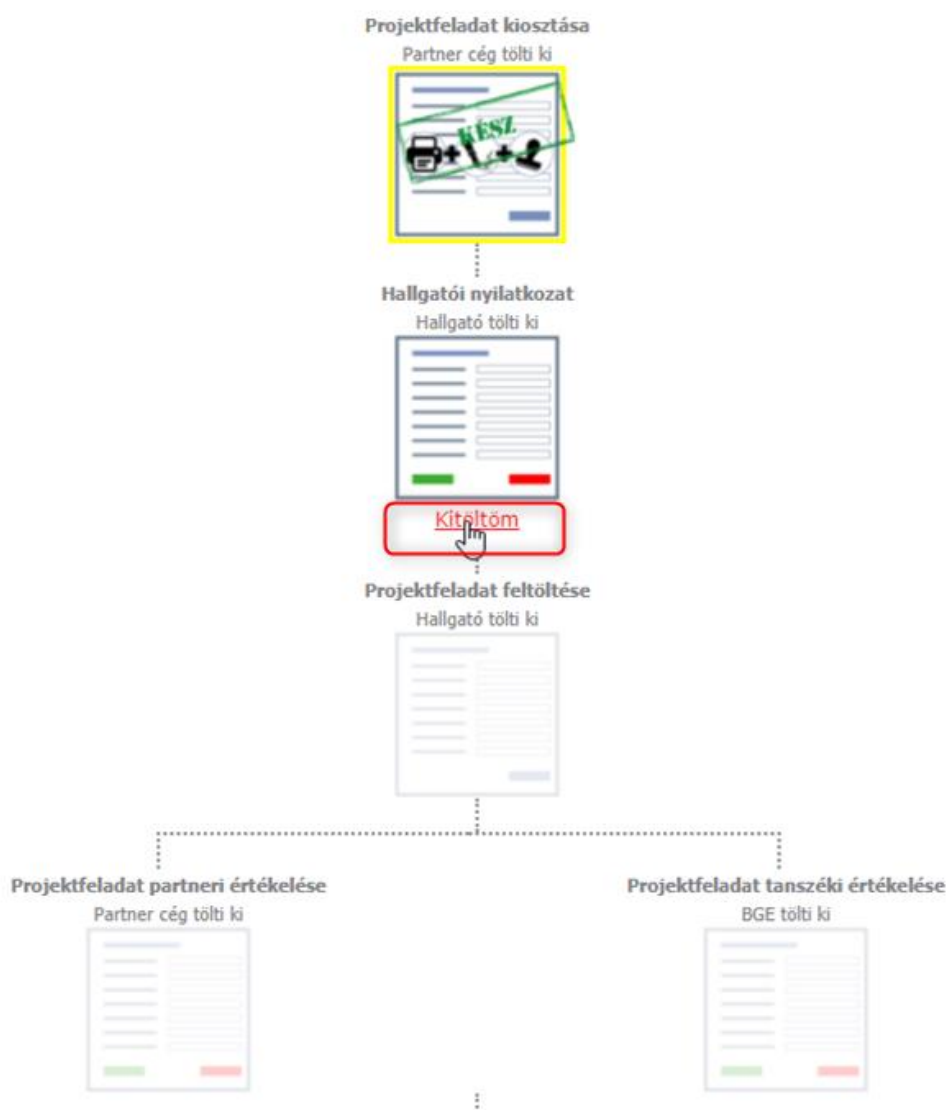 Projektfeladat kiosztása
Partner cég tölti ki
KÉSZ
Hallgatói nyilatkozat
Hallgató tölti ki
Kitöltöm
Projektfeladat feltöltése
Hallgató tölti ki
Projektfeladat partneri értékelése
Partner cég tölti ki
Projektfeladat tanszéki értékelése
BGE tölti ki